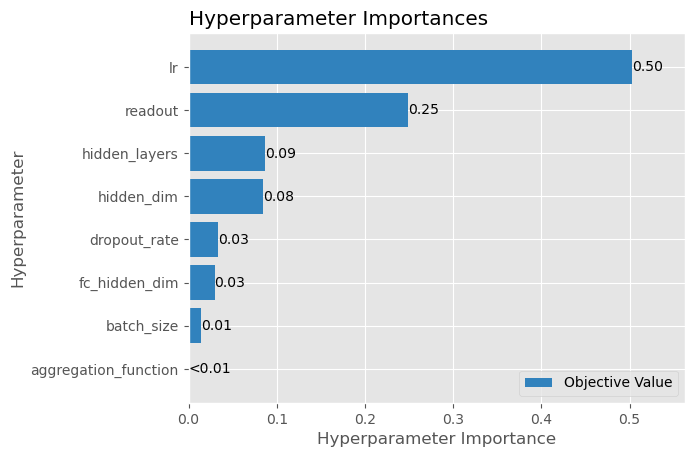 Hyperparameter Importances
Hyperparameter
lr
0.50
readout
0.25
hidden_layers
0.09
hidden_dim
0.08
dropout_rate
0.03
fc_hidden_dim
0.03
batch_size
0.01
aggregation_function
<0.01
Objective Value
0.0 0.1 0.2 0.3 0.4 0.5
Hyperparameter Importance